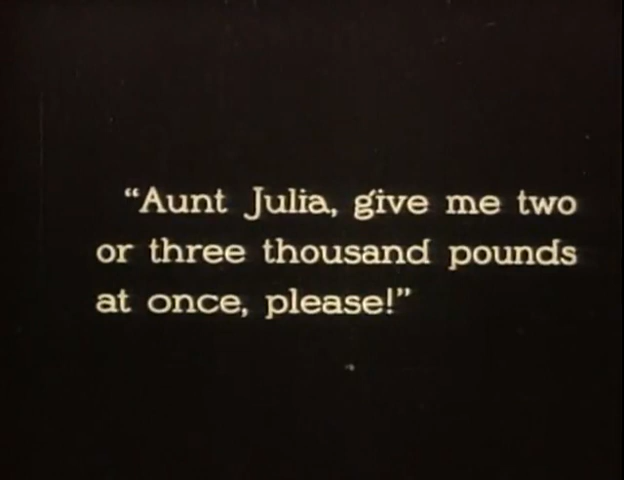 “Aunt Julia, give me two
or three thousand pounds
at once, please!”